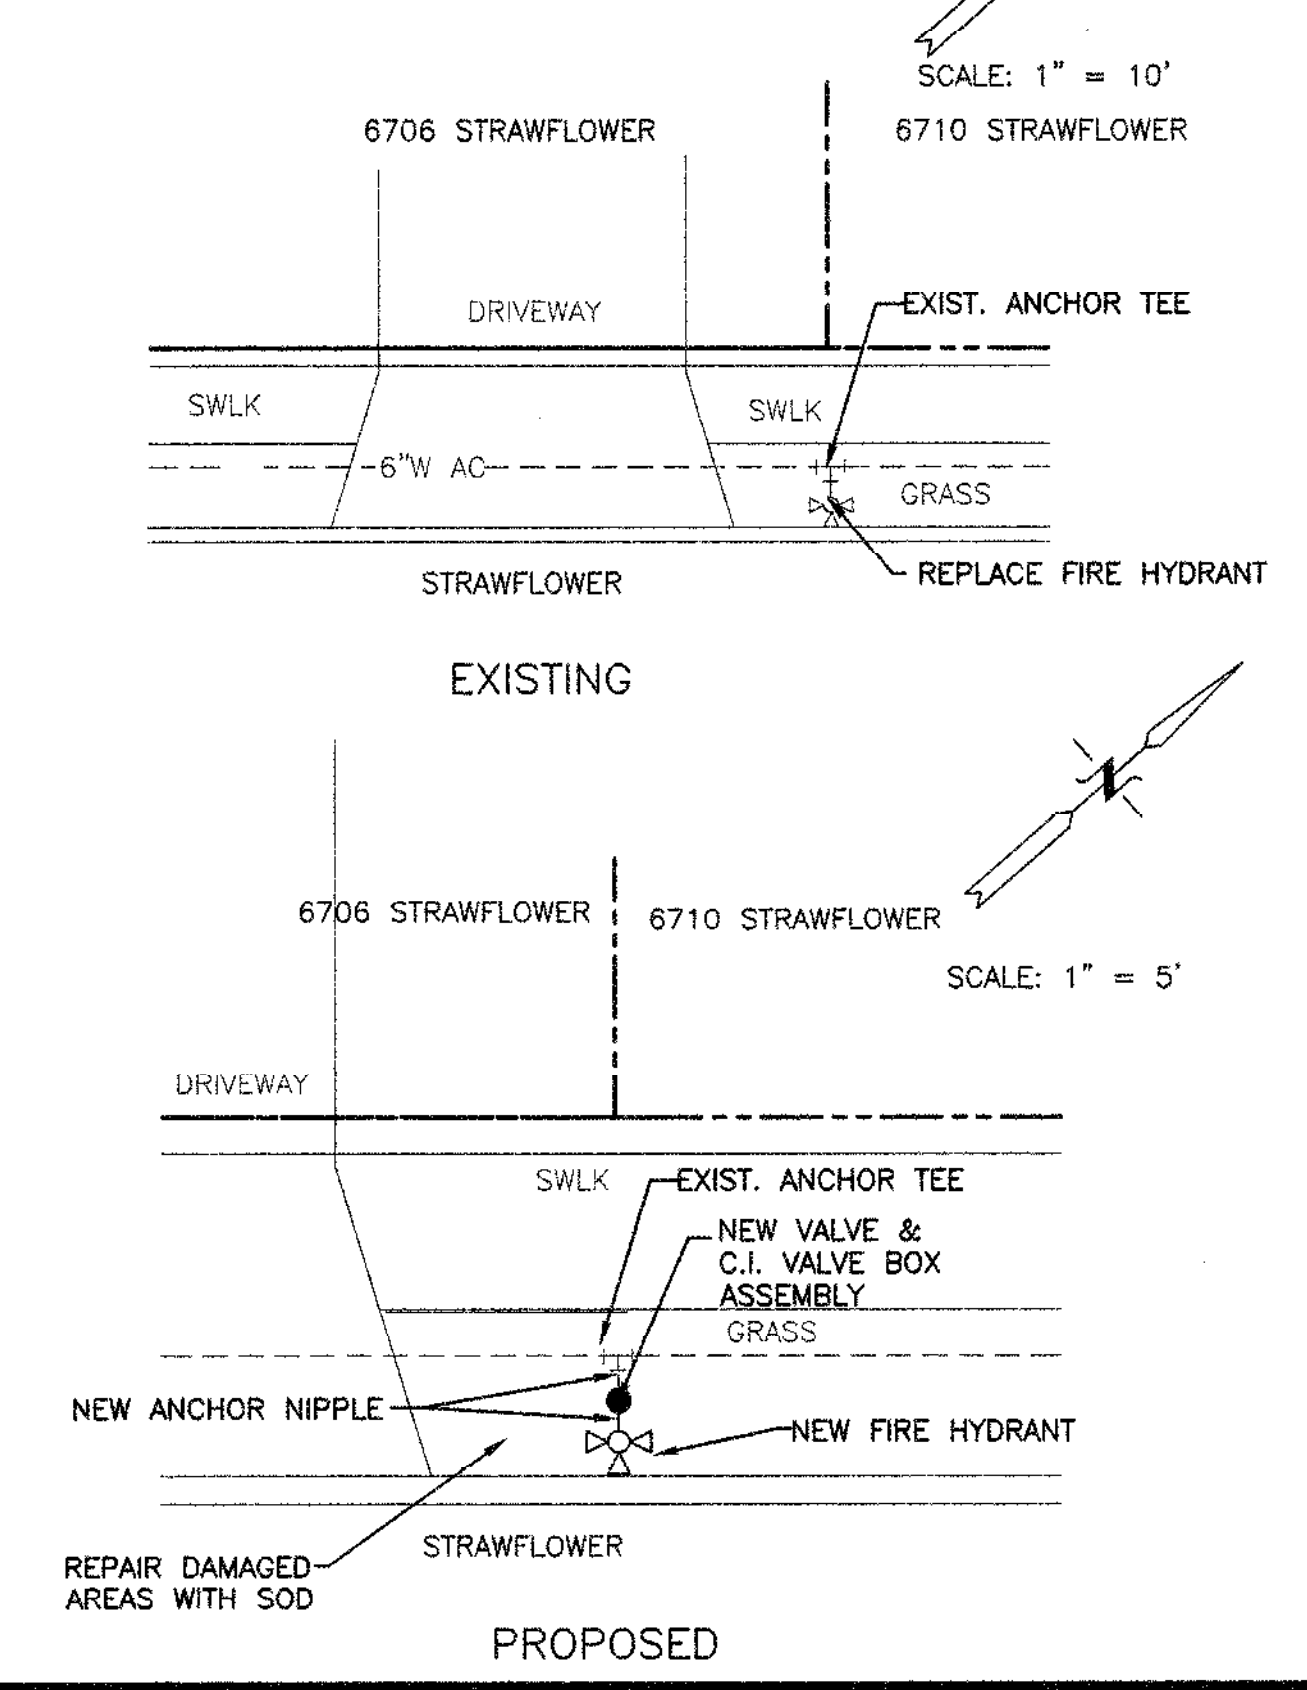 SCALE: 1" = 10'
6706 STRAWFLOWER
6710 STRAWFLOWER
DRIVEWAY
EXIST. ANCHOR TEE
SWLK
SWLK
6"W AC
GRASS
REPLACE FIRE HYDRANT
STRAWFLOWER
EXISTING
N
6706 STRAWFLOWER
6710 STRAWFLOWER
SCALE: 1" = 5'
DRIVEWAY
SWLK
EXIST. ANCHOR TEE
NEW VALVE &
C.I. VALVE BOX
ASSEMBLY
GRASS
NEW ANCHOR NIPPLE
NEW FIRE HYDRANT
STRAWFLOWER
REPAIR DAMAGED
AREAS WITH SOD
PROPOSED